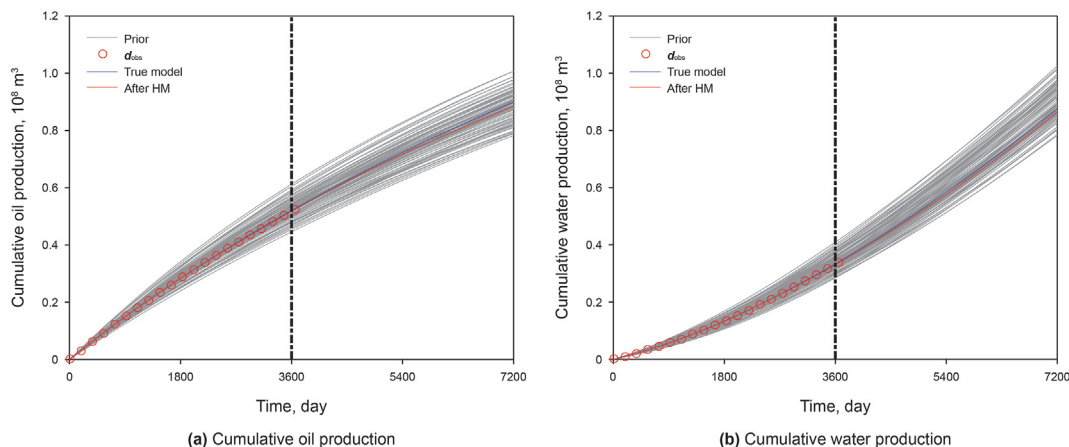 1.2
1.0
0.8
0.6
0.4
0.2
0
Cumulative oil production, 10⁸ m³
Prior
dobs
True model
After HM
0 1800 3600 5400 7200
Time, day
(a) Cumulative oil production
1.2
1.0
0.8
0.6
0.4
0.2
0
Cumulative water production, 10⁸ m³
Prior
dobs
True model
After HM
0 1800 3600 5400 7200
Time, day
(b) Cumulative water production